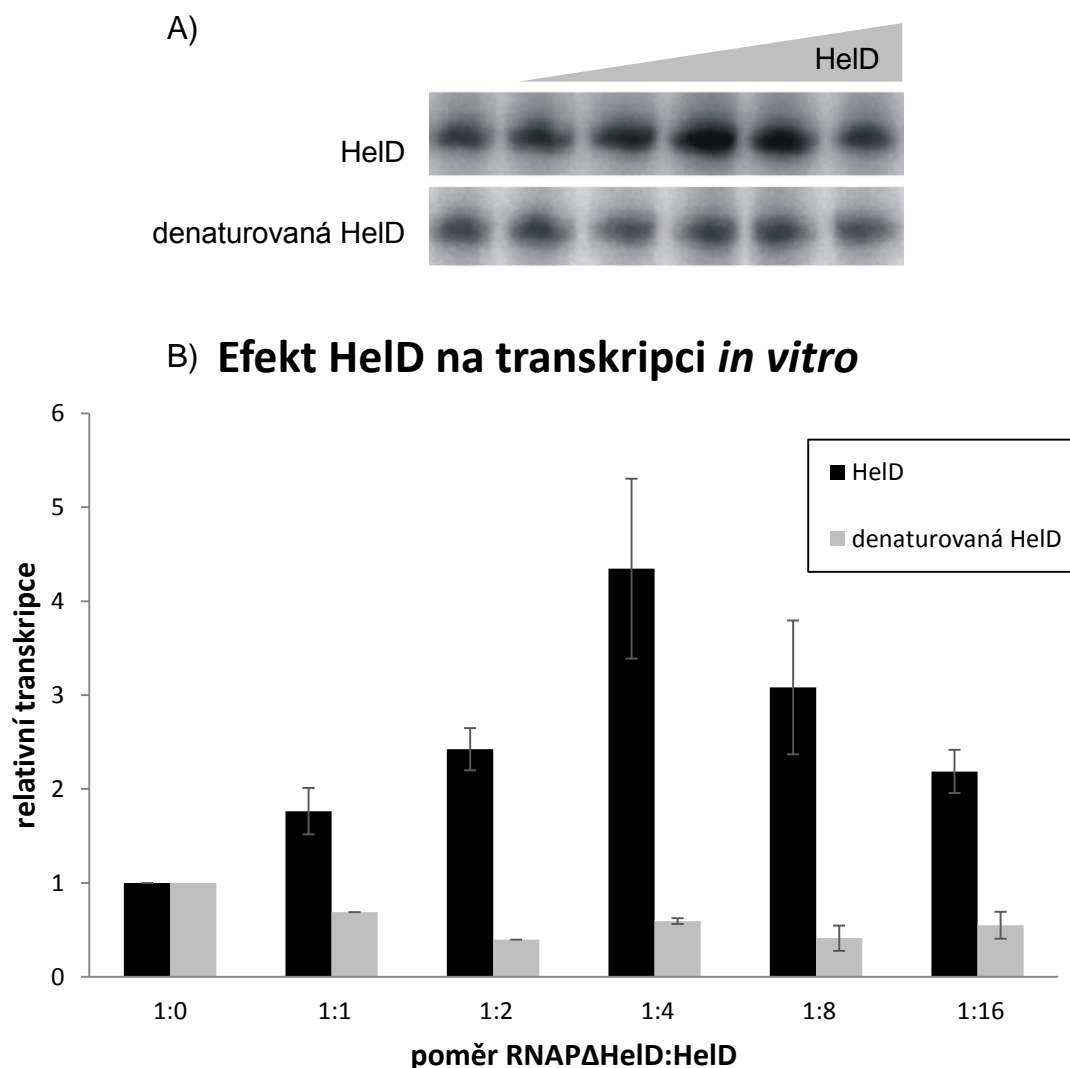 A)
HelD
HelD
denaturovaná HelD
B) Efekt HelD na transkripci in vitro
6
5
4
3
2
1
0
relativní transkripce
HelD
denaturovaná HelD
1:0 1:1 1:2 1:4 1:8 1:16
poměr RNAPΔHelD:HelD